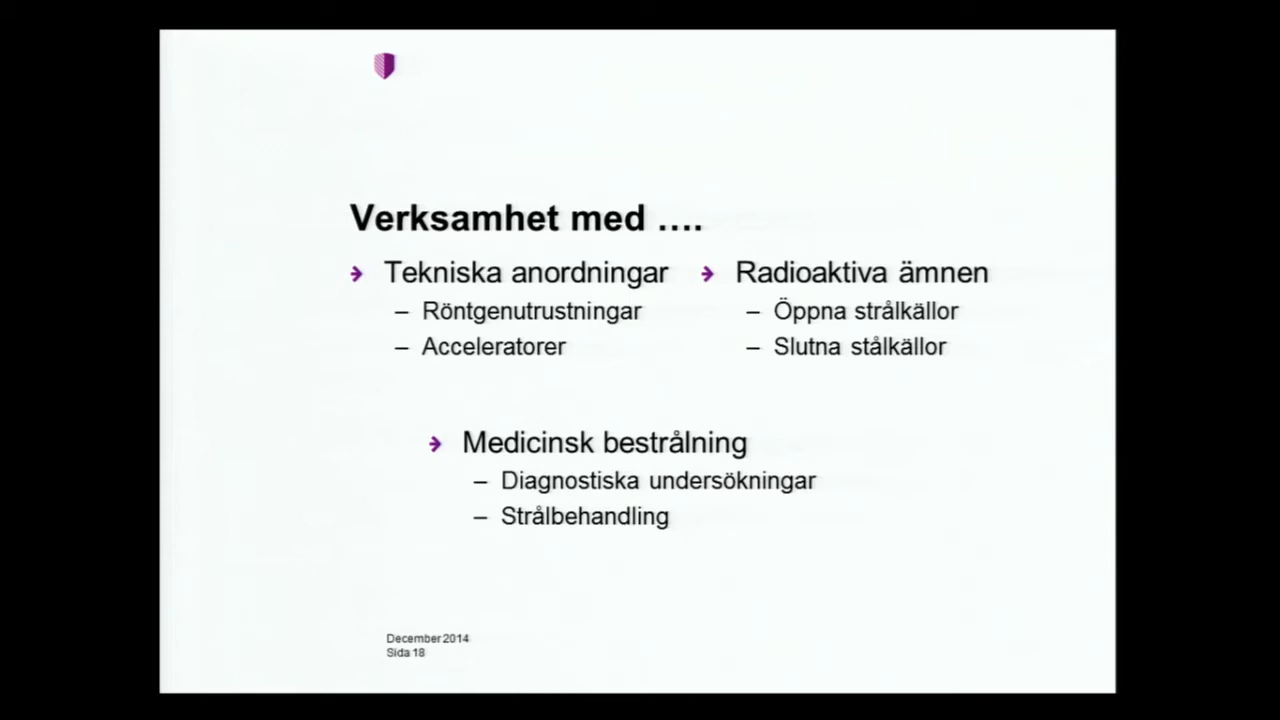 Verksamhet med ….
Tekniska anordningar
– Röntgenutrustningar
– Acceleratorer
Radioaktiva ämnen
– Öppna strålkällor
– Slutna stålkällor
Medicinsk bestrålning
– Diagnostiska undersökningar
– Strålbehandling
December 2014
Sida 18